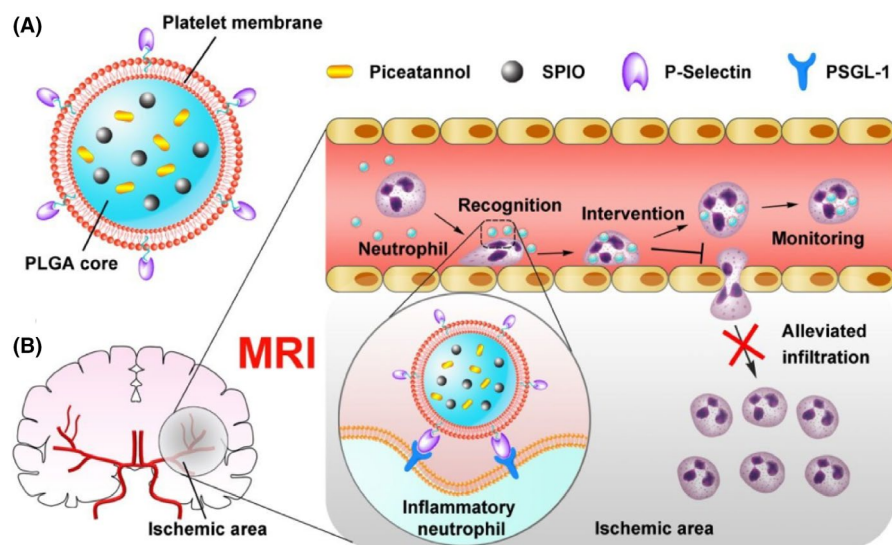 (A)
Platelet membrane
PLGA core
Piceatannol
SPIO
P-Selectin
PSGL-1
Neutrophil
Recognition
Intervention
Monitoring
Alleviated
infiltration
(B)
MRI
Ischemic area
Inflammatory
neutrophil
Ischemic area